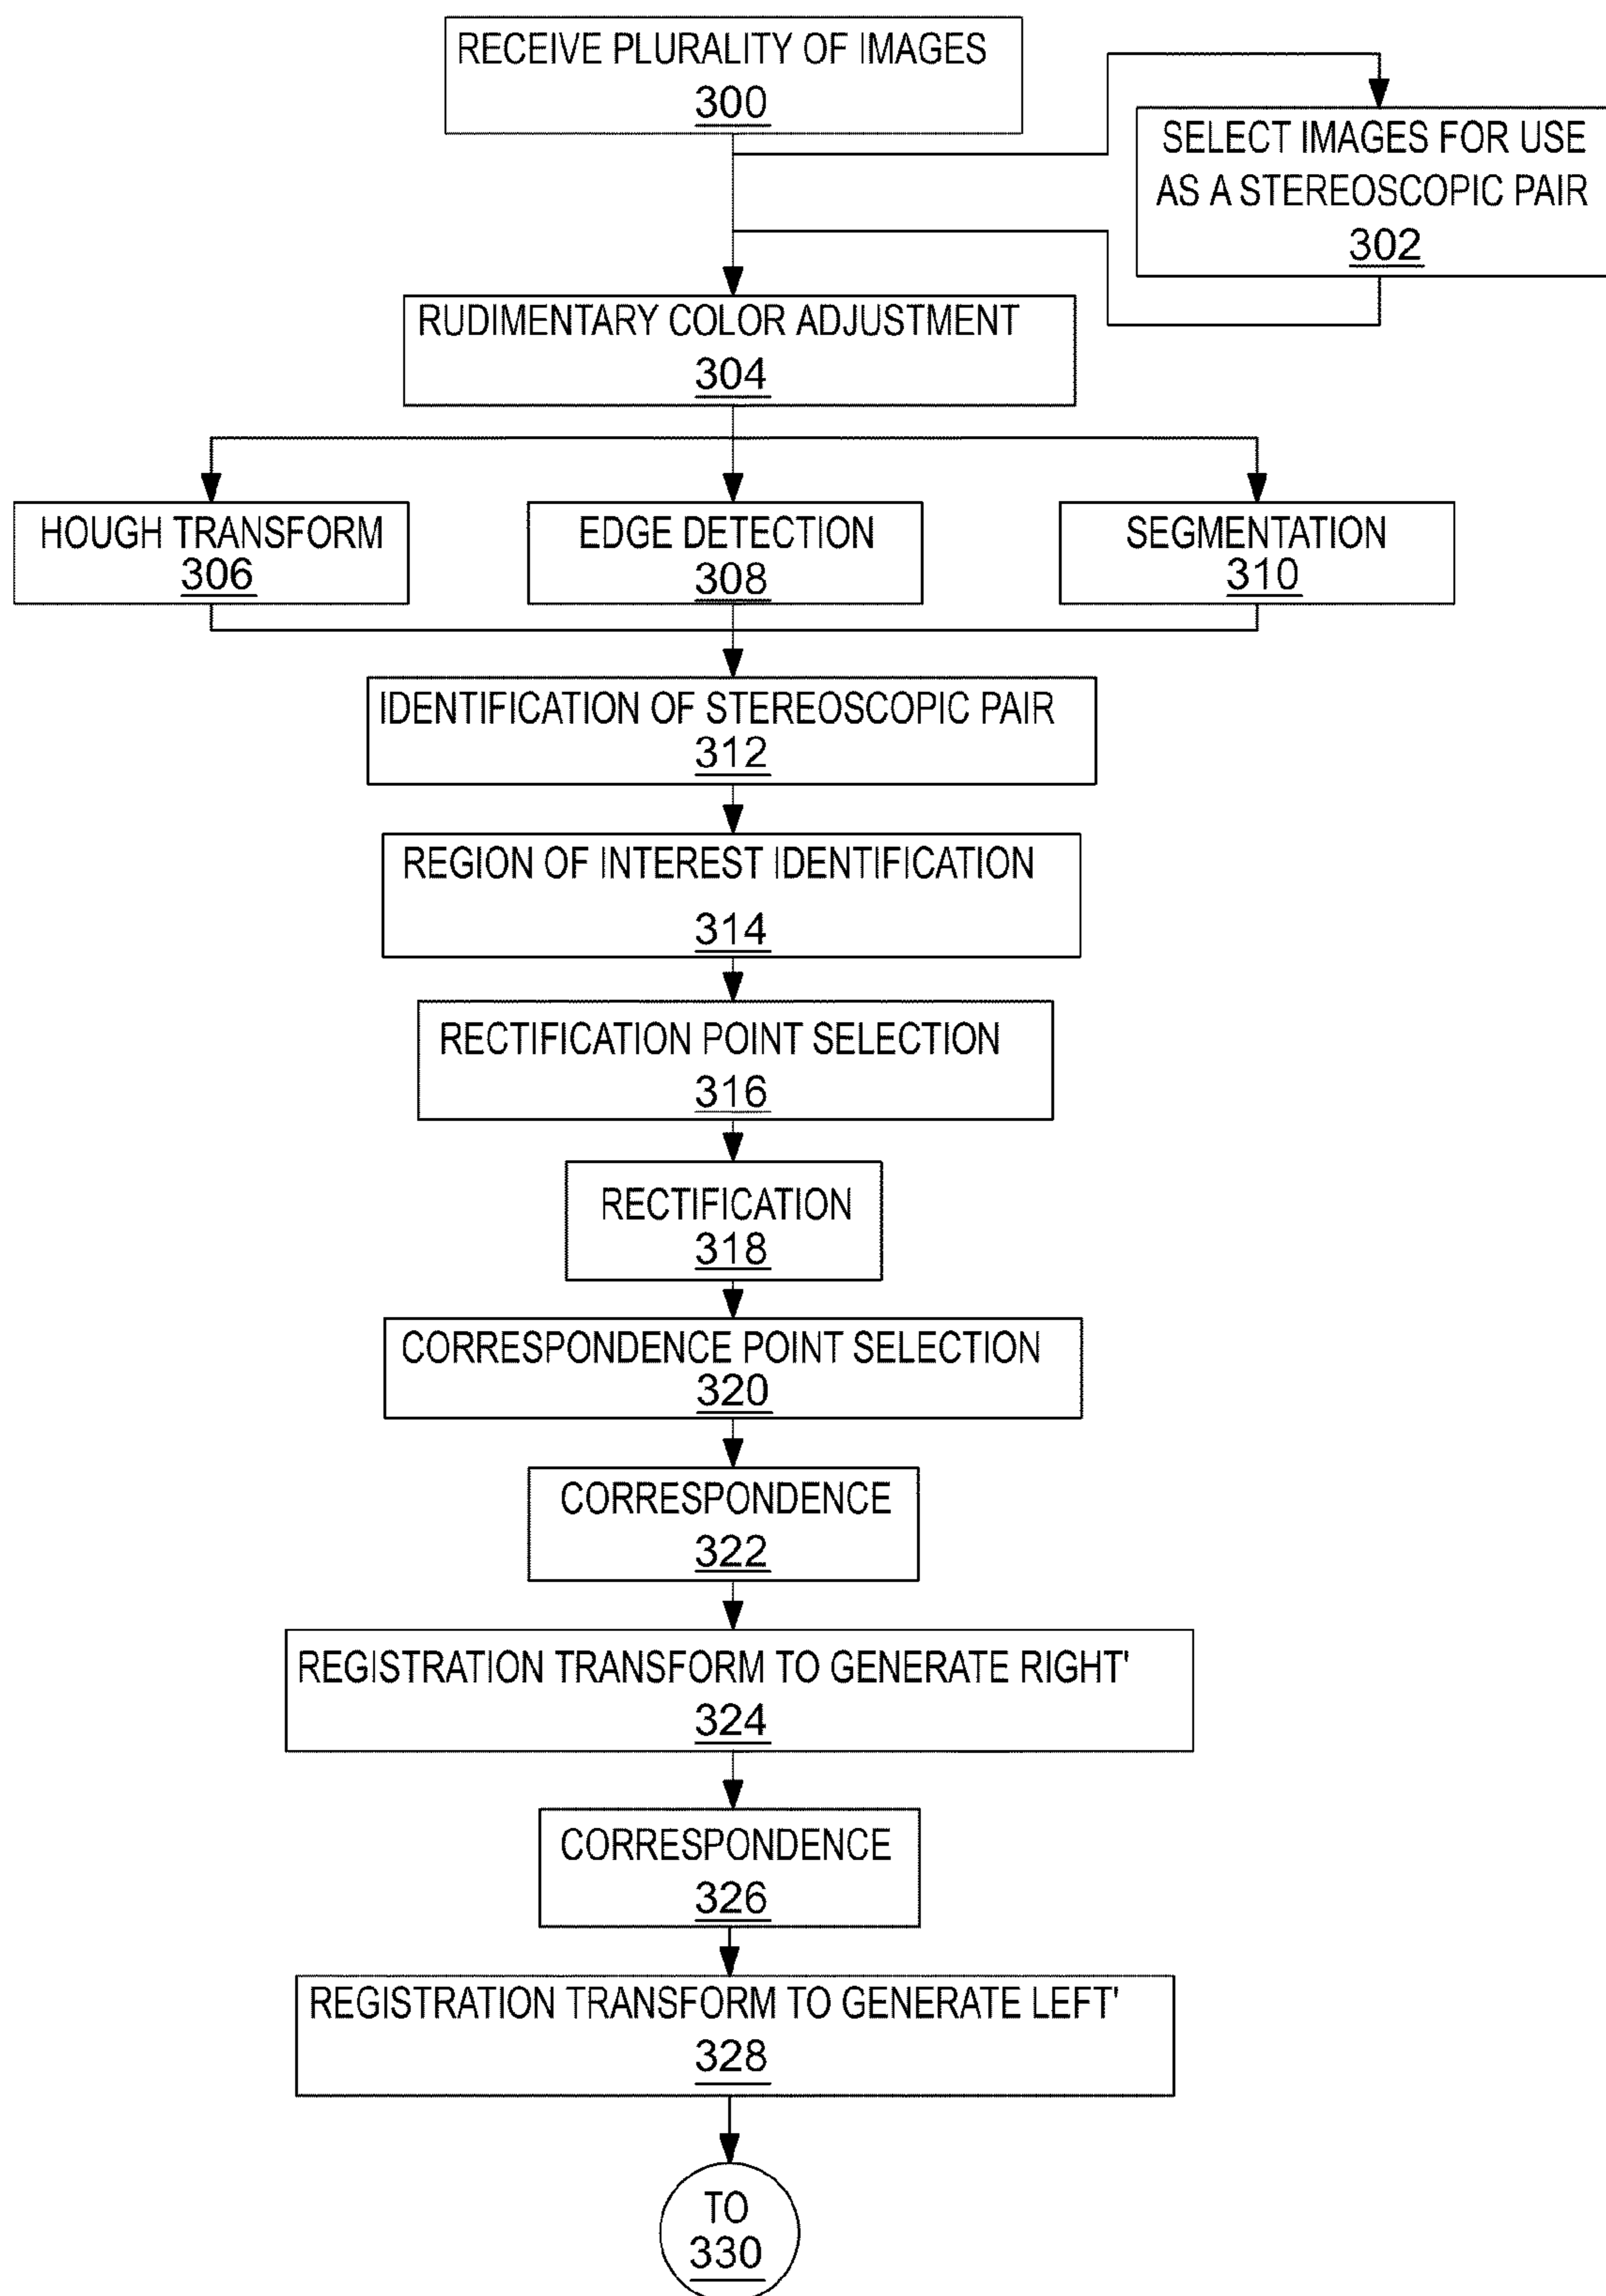 RECEIVE PLURALITY OF IMAGES
300
SELECT IMAGES FOR USE
AS A STEREOSCOPIC PAIR
302
RUDIMENTARY COLOR ADJUSTMENT
304
HOUGH TRANSFORM
306
EDGE DETECTION
308
SEGMENTATION
310
IDENTIFICATION OF STEREOSCOPIC PAIR
312
REGION OF INTEREST IDENTIFICATION
314
RECTIFICATION POINT SELECTION
316
RECTIFICATION
318
CORRESPONDENCE POINT SELECTION
320
CORRESPONDENCE
322
REGISTRATION TRANSFORM TO GENERATE RIGHT'
324
CORRESPONDENCE
326
REGISTRATION TRANSFORM TO GENERATE LEFT'
328
TO
330